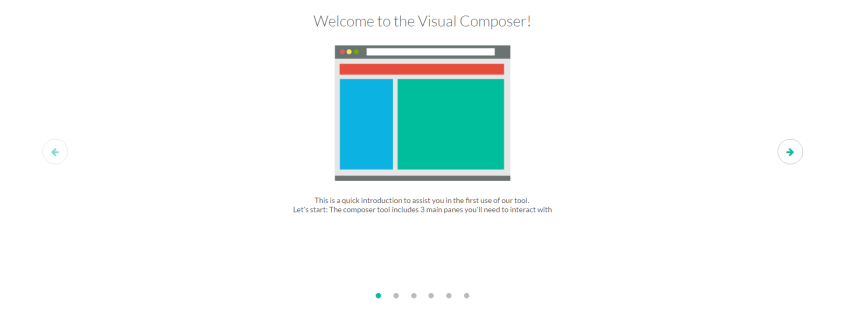 Welcome to the Visual Composer!
This is a quick introduction to assist you in the first use of our tool.
Let's start: The composer tool includes 3 main panes you'll need to interact with